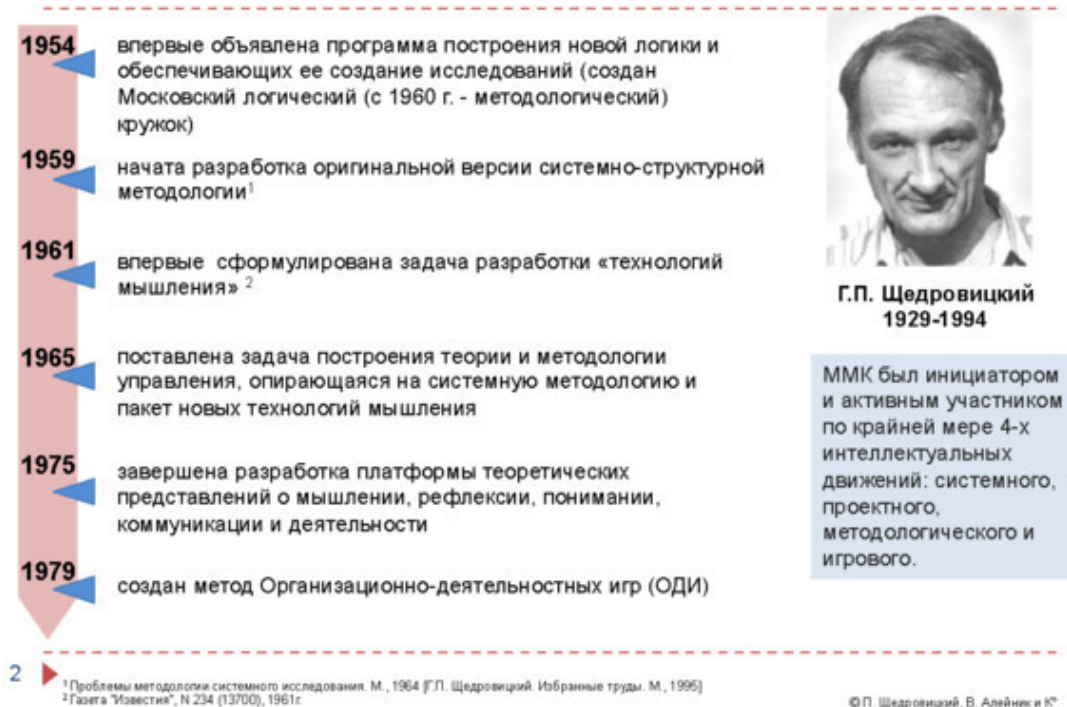 1954
впервые объявлена программа построения новой логики и
обеспечивающих ее создание исследований (создан
Московский логический (с 1960 г. - методологический)
кружок)
1959
начата разработка оригинальной версии системно-структурной
методологии¹
1961
впервые сформулирована задача разработки «технологий
мышления» ²
1965
поставлена задача построения теории и методологии
управления, опирающаяся на системную методологию и
пакет новых технологий мышления
1975
завершена разработка платформы теоретических
представлений о мышлении, рефлексии, понимании,
коммуникации и деятельности
1979
создан метод Организационно-деятельностных игр (ОДИ)
Г.П. Щедровицкий
1929-1994
ММК был инициатором
и активным участником
по крайней мере 4-х
интеллектуальных
движений: системного,
проектного,
методологического и
игрового.
2
¹ Проблемы методологии системного исследования. М., 1964 [Г.П. Щедровицкий. Избранные труды. М., 1995]
² Газета "Известия", N 234 (13700), 1961г.
© П. Щедровицкий, В. Алейник и К°